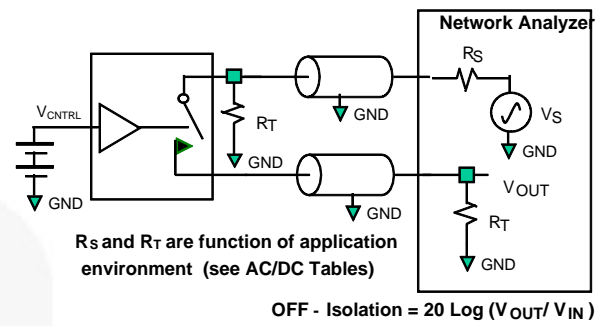 Network Analyzer
RS
VCNTRL
RT
GND
VS
GND
GND
GND
VOUT
GND
GND
RT
RS and RT are function of application
environment (see AC/DC Tables)
GND
OFF - Isolation = 20 Log (VOUT/ VIN )